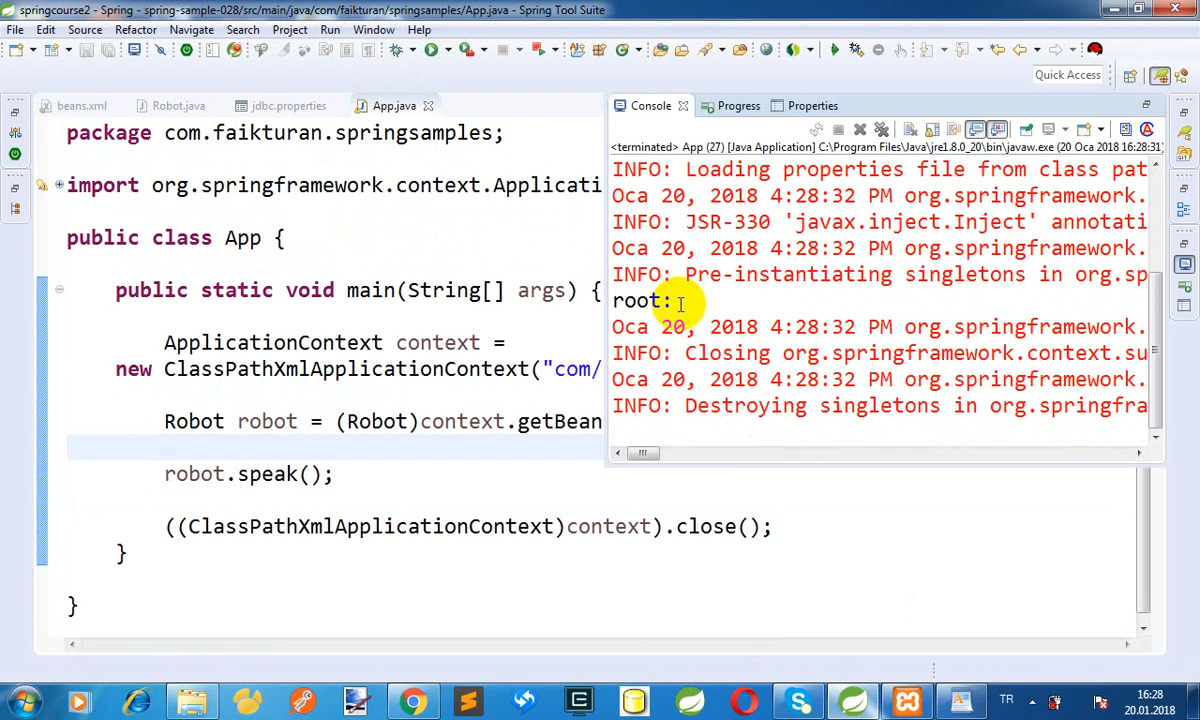 springcourse2 - Spring - spring-sample-028/src/main/java/com/faikturan/springsamples/App.java - Spring Tool Suite
File Edit Source Refactor Navigate Search Project Run Window Help
Quick Access
beans.xml Robot.java jdbc.properties App.java
package com.faikturan.springsamples;
import org.springframework.context.Applicati
public class App {
public static void main(String[] args) {
ApplicationContext context =
new ClassPathXmlApplicationContext("com/
Robot robot = (Robot)context.getBean
robot.speak();
((ClassPathXmlApplicationContext)context).close();
}
}
Console Progress Properties
<terminated> App (27) [Java Application] C:\Program Files\Java\jre1.8.0_20\bin\javaw.exe (20 Oca 2018 16:28:31)
INFO: Loading properties file from class pat
Oca 20, 2018 4:28:32 PM org.springframework.
INFO: JSR-330 'javax.inject.Inject' annotati
Oca 20, 2018 4:28:32 PM org.springframework.
INFO: Pre-instantiating singletons in org.sp
root:
Oca 20, 2018 4:28:32 PM org.springframework.
INFO: Closing org.springframework.context.su
Oca 20, 2018 4:28:32 PM org.springframework.
INFO: Destroying singletons in org.springfra
TR
16:28
20.01.2018